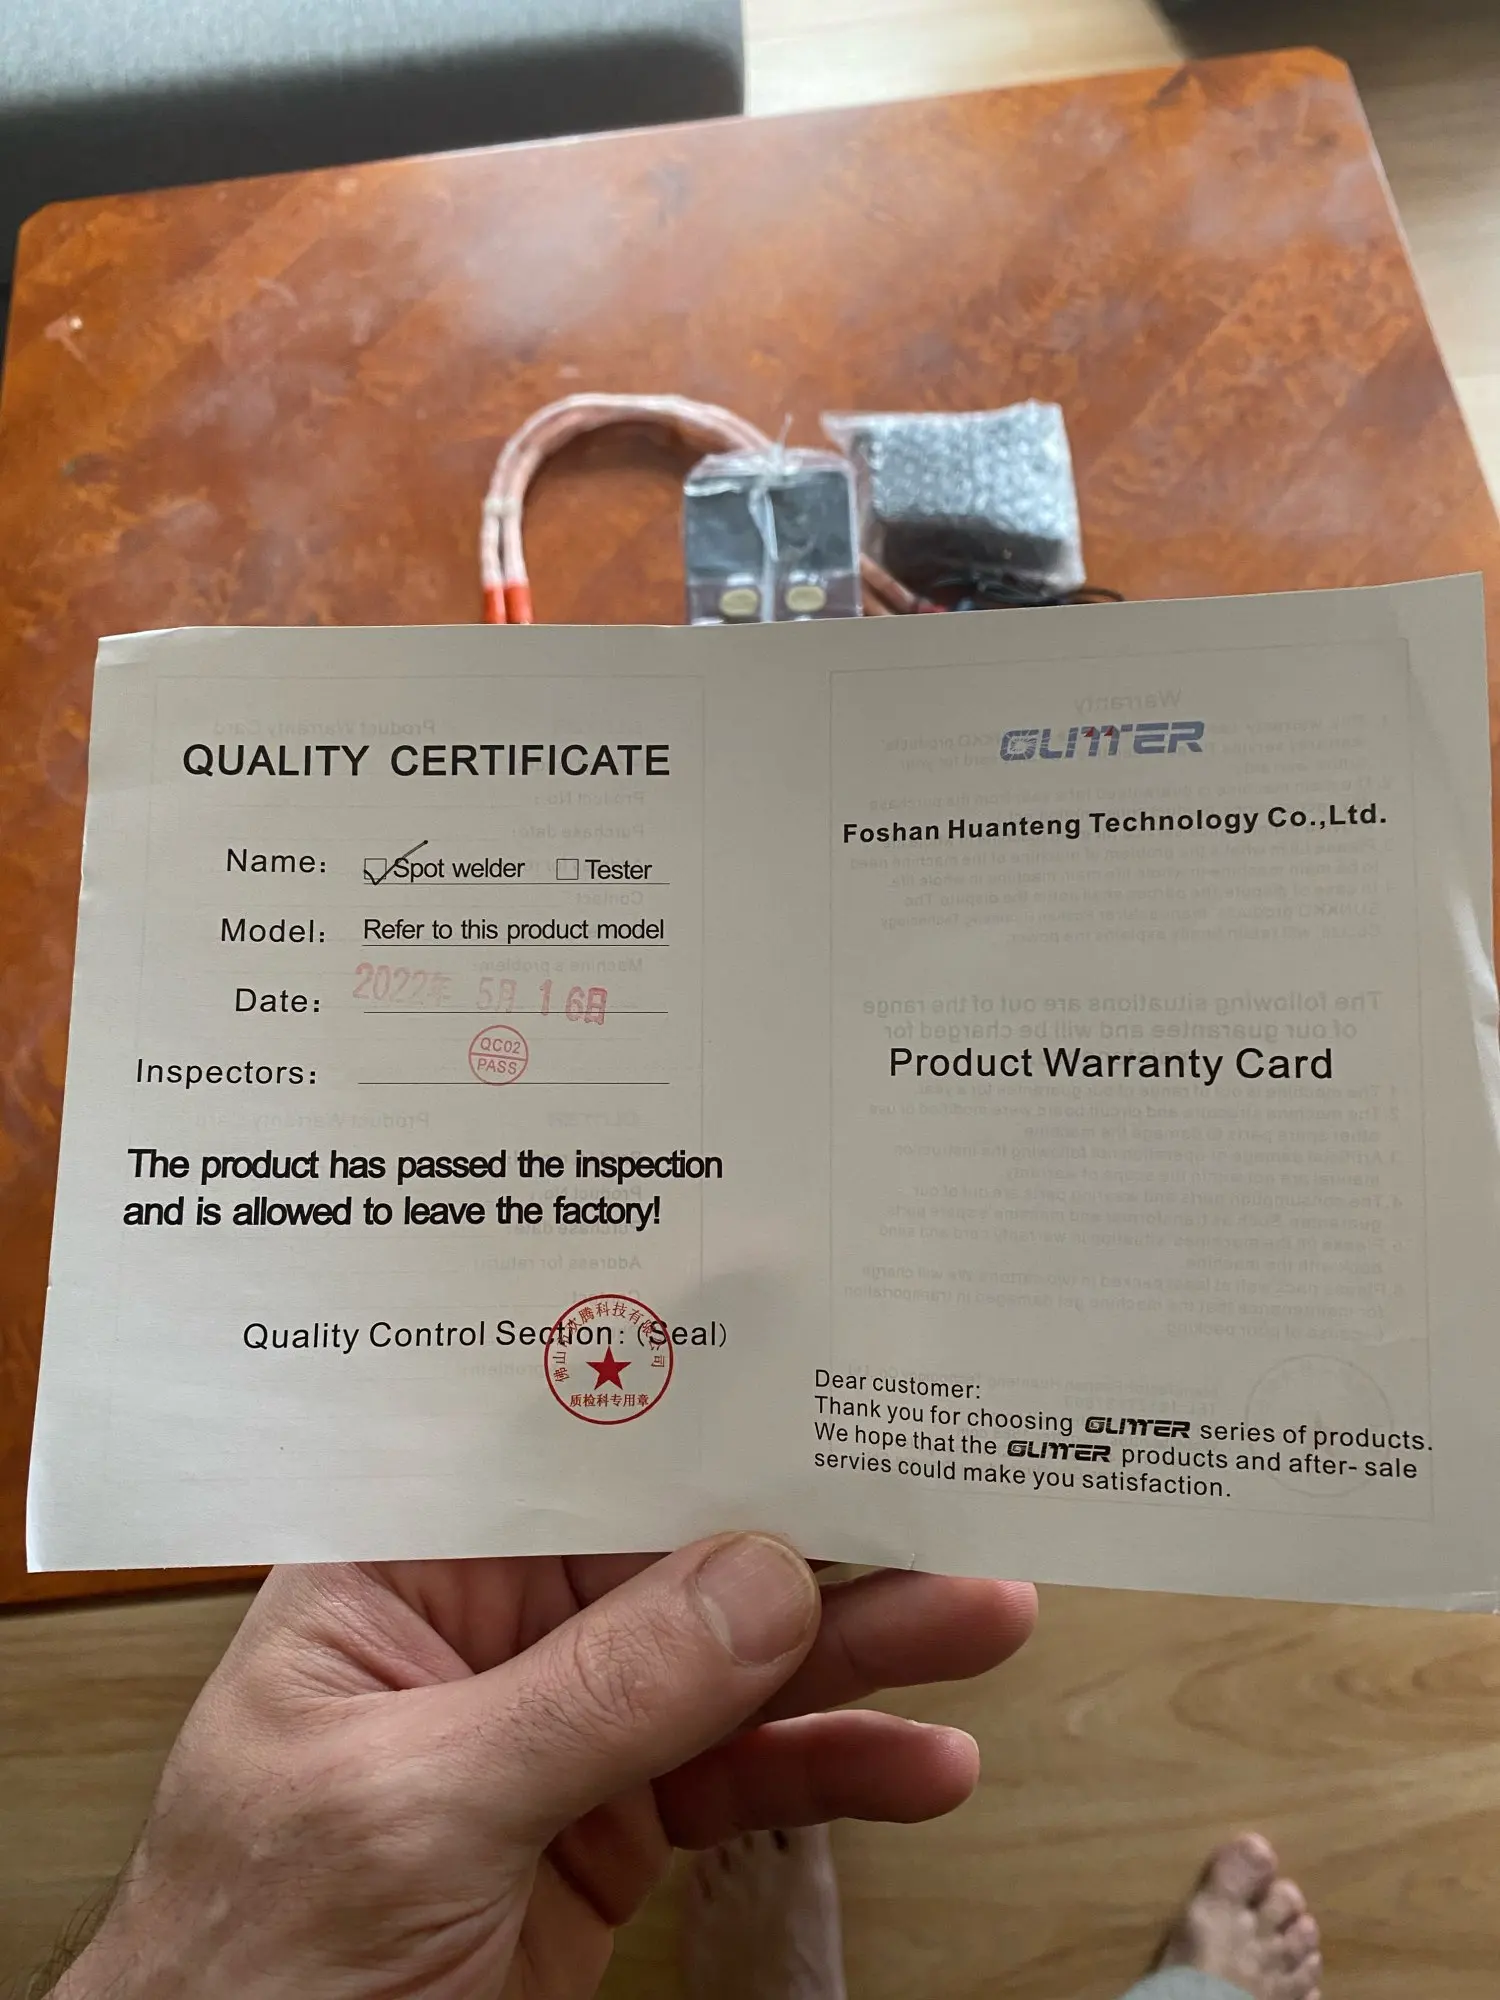 QUALITY CERTIFICATE
Name: Spot welder Tester
Model: Refer to this product model
Date: 2022年 5月 16日
Inspectors: QC02
PASS
The product has passed the inspection
and is allowed to leave the factory!
Quality Control Section: (Seal)
科技有限公司
质检科专用章
GLITTER
Foshan Huanteng Technology Co.,Ltd.
Product Warranty Card
Dear customer:
Thank you for choosing GLITTER series of products.
We hope that the GLITTER products and after- sale
servies could make you satisfaction.